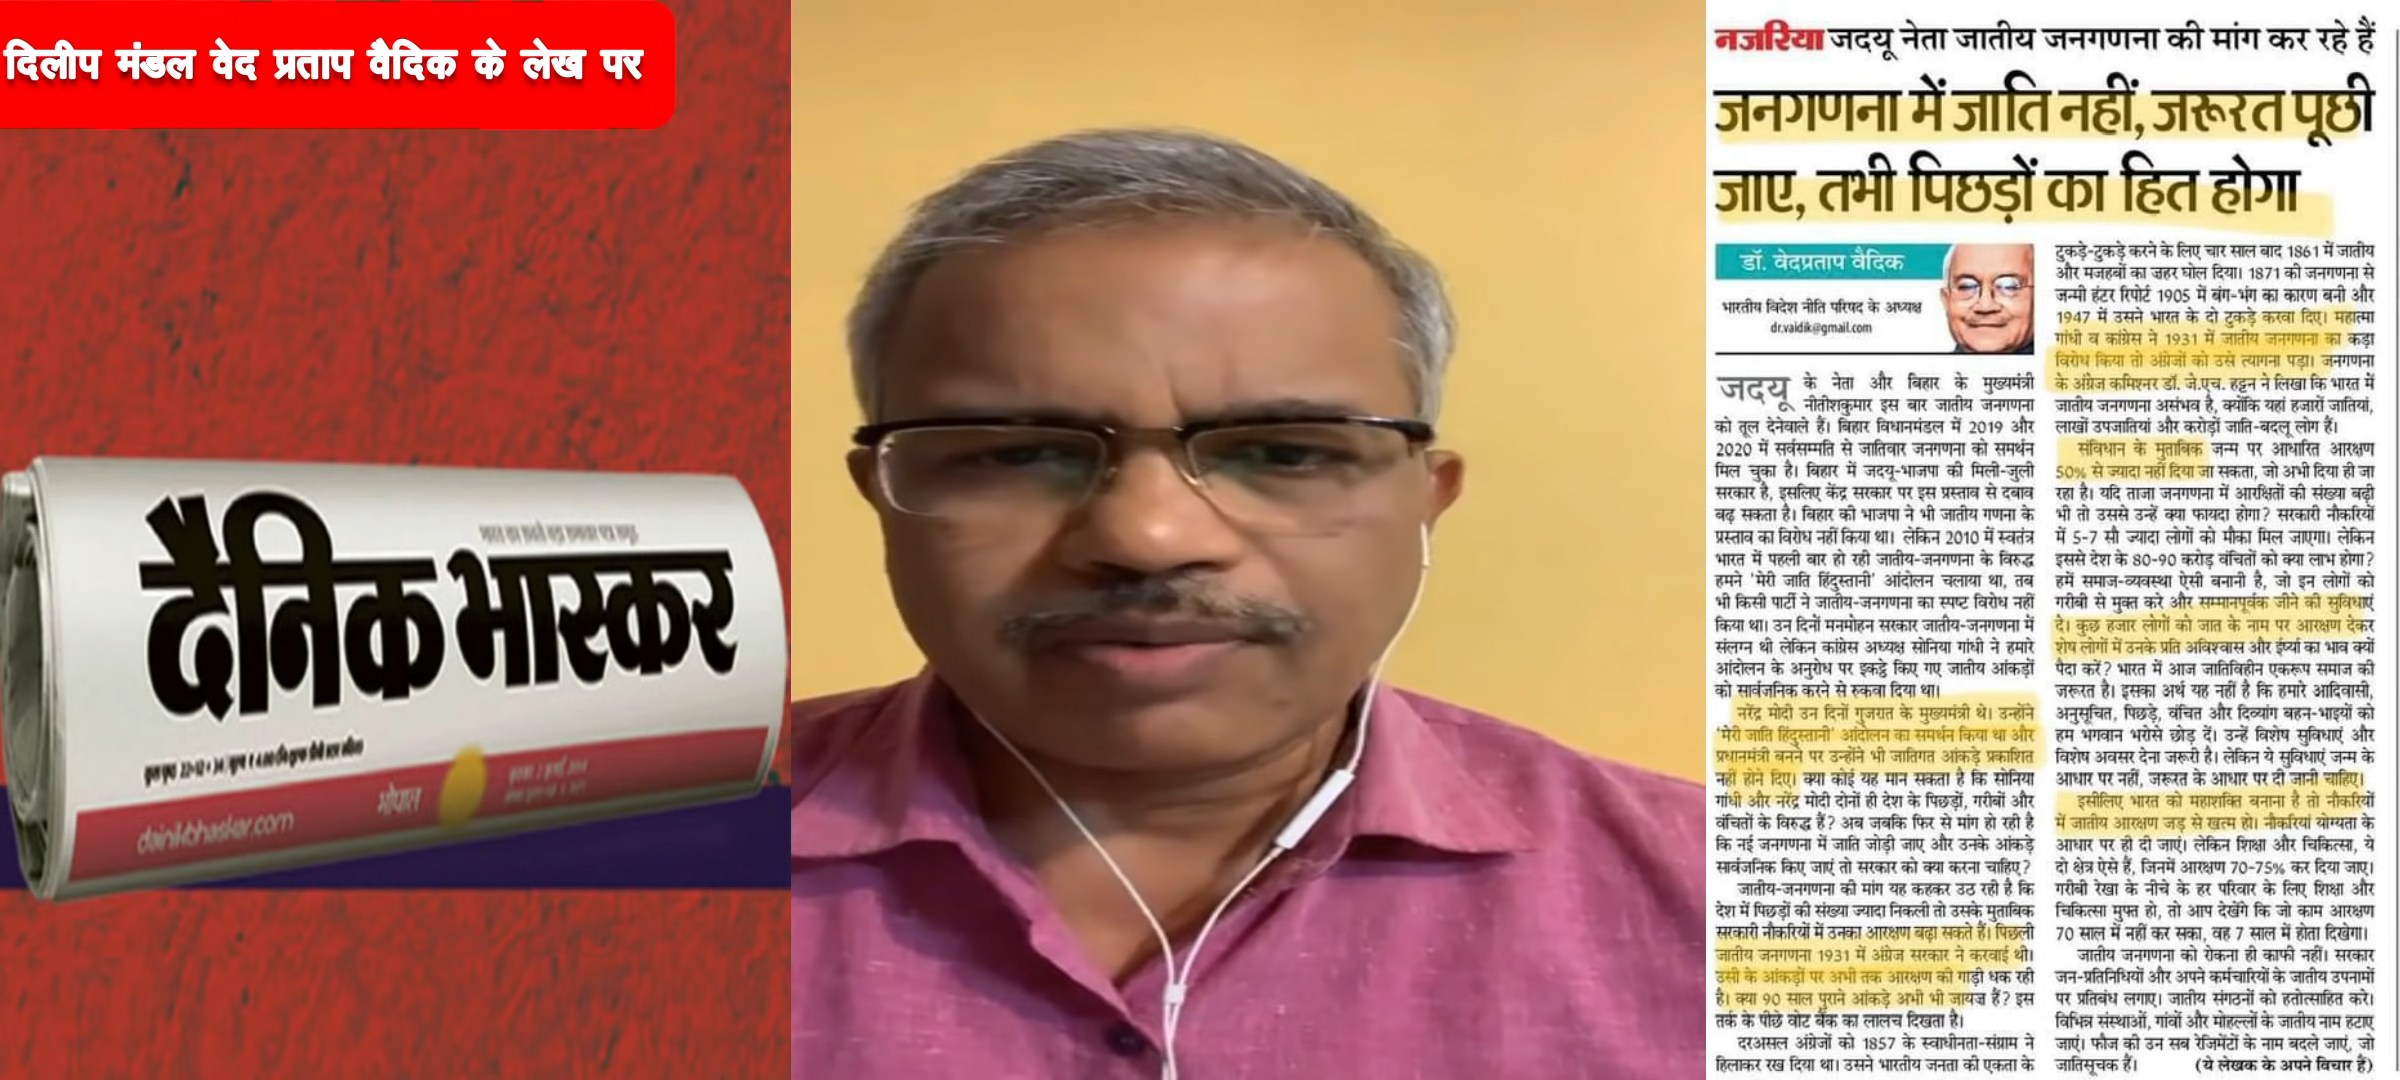 दिलीप मंडल वेद प्रताप वैदिक के लेख पर
दैनिक भास्कर
भोपाल
dainikbhaskar.com
नजरिया जदयू नेता जातीय जनगणना की मांग कर रहे हैं
जनगणना में जाति नहीं, जरूरत पूछी
जाए, तभी पिछड़ों का हित होगा
डॉ. वेदप्रताप वैदिक
भारतीय विदेश नीति परिषद के अध्यक्ष
dr.vaidik@gmail.com
जदयू के नेता और बिहार के मुख्यमंत्री
नीतीशकुमार इस बार जातीय जनगणना
को तूल देनेवाले हैं। बिहार विधानमंडल में 2019 और
2020 में सर्वसम्मति से जातिवार जनगणना को समर्थन
मिल चुका है। बिहार में जदयू-भाजपा की मिली-जुली
सरकार है, इसलिए केंद्र सरकार पर इस प्रस्ताव से दबाव
बढ़ सकता है। बिहार की भाजपा ने भी जातीय गणना के
प्रस्ताव का विरोध नहीं किया था। लेकिन 2010 में स्वतंत्र
भारत में पहली बार हो रही जातीय-जनगणना के विरुद्ध
हमने 'मेरी जाति हिंदुस्तानी' आंदोलन चलाया था, तब
भी किसी पार्टी ने जातीय-जनगणना का स्पष्ट विरोध नहीं
किया था। उन दिनों मनमोहन सरकार जातीय-जनगणना में
संलग्न थी लेकिन कांग्रेस अध्यक्ष सोनिया गांधी ने हमारे
आंदोलन के अनुरोध पर इकट्ठे किए गए जातीय आंकड़ों
को सार्वजनिक करने से रुकवा दिया था।
नरेंद्र मोदी उन दिनों गुजरात के मुख्यमंत्री थे। उन्होंने
'मेरी जाति हिंदुस्तानी' आंदोलन का समर्थन किया था और
प्रधानमंत्री बनने पर उन्होंने भी जातिगत आंकड़े प्रकाशित
नहीं होने दिए। क्या कोई यह मान सकता है कि सोनिया
गांधी और नरेंद्र मोदी दोनों ही देश के पिछड़ों, गरीबों और
वंचितों के विरुद्ध हैं? अब जबकि फिर से मांग हो रही है
कि नई जनगणना में जाति जोड़ी जाए और उनके आंकड़े
सार्वजनिक किए जाएं तो सरकार को क्या करना चाहिए?
जातीय-जनगणना की मांग यह कहकर उठ रही है कि
देश में पिछड़ों की संख्या ज्यादा निकली तो उसके मुताबिक
सरकारी नौकरियों में उनका आरक्षण बढ़ा सकते हैं। पिछली
जातीय जनगणना 1931 में अंग्रेज सरकार ने करवाई थी।
उसी के आंकड़ों पर अभी तक आरक्षण की गाड़ी धक रही
है। क्या 90 साल पुराने आंकड़े अभी भी जायज हैं? इस
तर्क के पीछे वोट बैंक का लालच दिखता है।
दरअसल अंग्रेजों को 1857 के स्वाधीनता-संग्राम ने
हिलाकर रख दिया था। उसने भारतीय जनता की एकता के
टुकड़े-टुकड़े करने के लिए चार साल बाद 1861 में जातीय
और मजहबों का जहर घोल दिया। 1871 की जनगणना से
जन्मी हंटर रिपोर्ट 1905 में बंग-भंग का कारण बनी और
1947 में उसने भारत के दो टुकड़े करवा दिए। महात्मा
गांधी व कांग्रेस ने 1931 में जातीय जनगणना का कड़ा
विरोध किया तो अंग्रेजों को उसे त्यागना पड़ा। जनगणना
के अंग्रेज कमिश्नर डॉ. जे.एच. हट्टन ने लिखा कि भारत में
जातीय जनगणना असंभव है, क्योंकि यहां हजारों जातियां,
लाखों उपजातियां और करोड़ों जाति-बदलू लोग हैं।
संविधान के मुताबिक जन्म पर आधारित आरक्षण
50% से ज्यादा नहीं दिया जा सकता, जो अभी दिया ही जा
रहा है। यदि ताजा जनगणना में आरक्षितों की संख्या बढ़ी
भी तो उससे उन्हें क्या फायदा होगा? सरकारी नौकरियों
में 5-7 सौ ज्यादा लोगों को मौका मिल जाएगा। लेकिन
इससे देश के 80-90 करोड़ वंचितों को क्या लाभ होगा?
हमें समाज-व्यवस्था ऐसी बनानी है, जो इन लोगों को
गरीबी से मुक्त करे और सम्मानपूर्वक जीने की सुविधाएं
दे। कुछ हजार लोगों को जात के नाम पर आरक्षण देकर
शेष लोगों में उनके प्रति अविश्वास और ईर्ष्या का भाव क्यों
पैदा करें? भारत में आज जातिविहीन एकरूप समाज की
जरूरत है। इसका अर्थ यह नहीं है कि हमारे आदिवासी,
अनुसूचित, पिछड़े, वंचित और दिव्यांग बहन-भाइयों को
हम भगवान भरोसे छोड़ दें। उन्हें विशेष सुविधाएं और
विशेष अवसर देना जरूरी है। लेकिन ये सुविधाएं जन्म के
आधार पर नहीं, जरूरत के आधार पर दी जानी चाहिए।
इसीलिए भारत को महाशक्ति बनाना है तो नौकरियों
में जातीय आरक्षण जड़ से खत्म हो। नौकरियां योग्यता के
आधार पर ही दी जाएं। लेकिन शिक्षा और चिकित्सा, ये
दो क्षेत्र ऐसे हैं, जिनमें आरक्षण 70-75% कर दिया जाए।
गरीबी रेखा के नीचे के हर परिवार के लिए शिक्षा और
चिकित्सा मुफ्त हो, तो आप देखेंगे कि जो काम आरक्षण
70 साल में नहीं कर सका, वह 7 साल में होता दिखेगा।
जातीय जनगणना को रोकना ही काफी नहीं। सरकार
जन-प्रतिनिधियों और अपने कर्मचारियों के जातीय उपनामों
पर प्रतिबंध लगाए। जातीय संगठनों को हतोत्साहित करे।
विभिन्न संस्थाओं, गांवों और मोहल्लों के जातीय नाम हटाए
जाएं। फौज की उन सब रेजिमेंटों के नाम बदले जाएं, जो
जातिसूचक हैं। (ये लेखक के अपने विचार हैं)